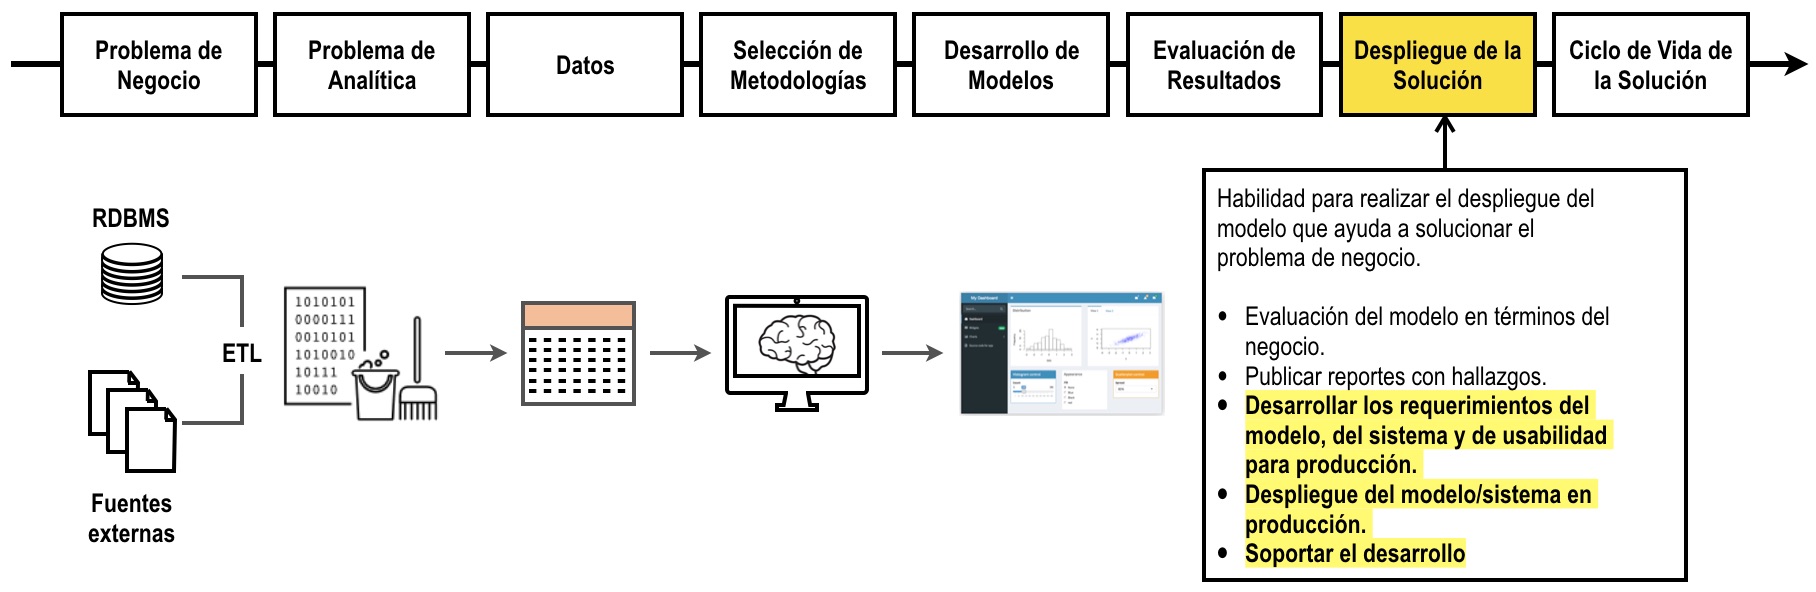 Problema de
Negocio
Problema de
Analítica
Datos
Selección de
Metodologías
Desarrollo de
Modelos
Evaluación de
Resultados
Despliegue de la
Solución
Ciclo de Vida de
la Solución
RDBMS
ETL
Fuentes
externas
1010101
0000111
0010101
1010010
10111
10010
My Dashboard
Habilidad para realizar el despliegue del
modelo que ayuda a solucionar el
problema de negocio.
• Evaluación del modelo en términos del
negocio.
• Publicar reportes con hallazgos.
• Desarrollar los requerimientos del
modelo, del sistema y de usabilidad
para producción.
• Despliegue del modelo/sistema en
producción.
• Soportar el desarrollo